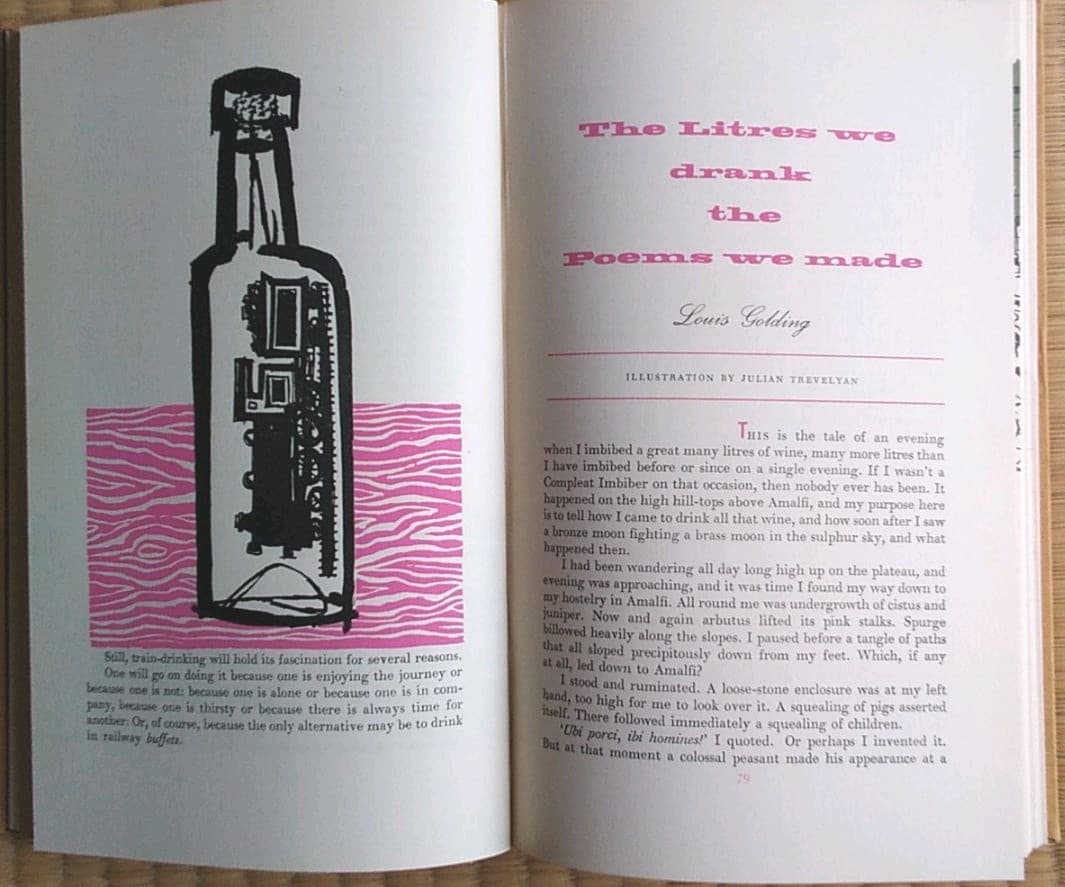 Still, train-drinking will hold its fascination for several reasons.
One will go on doing it because one is enjoying the journey or
because one is not: because one is alone or because one is in com-
pany, because one is thirsty or because there is always time for
another: Or, of course, because the only alternative may be to drink
in railway buffets.
The Litres we
drank
the
Poems we made
Louis Golding
ILLUSTRATION BY JULIAN TREVELYAN
THIS is the tale of an evening
when I imbibed a great many litres of wine, many more litres than
I have imbibed before or since on a single evening. If I wasn't a
Compleat Imbiber on that occasion, then nobody ever has been. It
happened on the high hill-tops above Amalfi, and my purpose here
is to tell how I came to drink all that wine, and how soon after I saw
a bronze moon fighting a brass moon in the sulphur sky, and what
happened then.
I had been wandering all day long high up on the plateau, and
evening was approaching, and it was time I found my way down to
my hostelry in Amalfi. All round me was undergrowth of cistus and
juniper. Now and again arbutus lifted its pink stalks. Spurge
billowed heavily along the slopes. I paused before a tangle of paths
that all sloped precipitously down from my feet. Which, if any
at all, led down to Amalfi?
I stood and ruminated. A loose-stone enclosure was at my left
hand, too high for me to look over it. A squealing of pigs asserted
itself. There followed immediately a squealing of children.
'Ubi porci, ibi homines!' I quoted. Or perhaps I invented it.
But at that moment a colossal peasant made his appearance at a
79